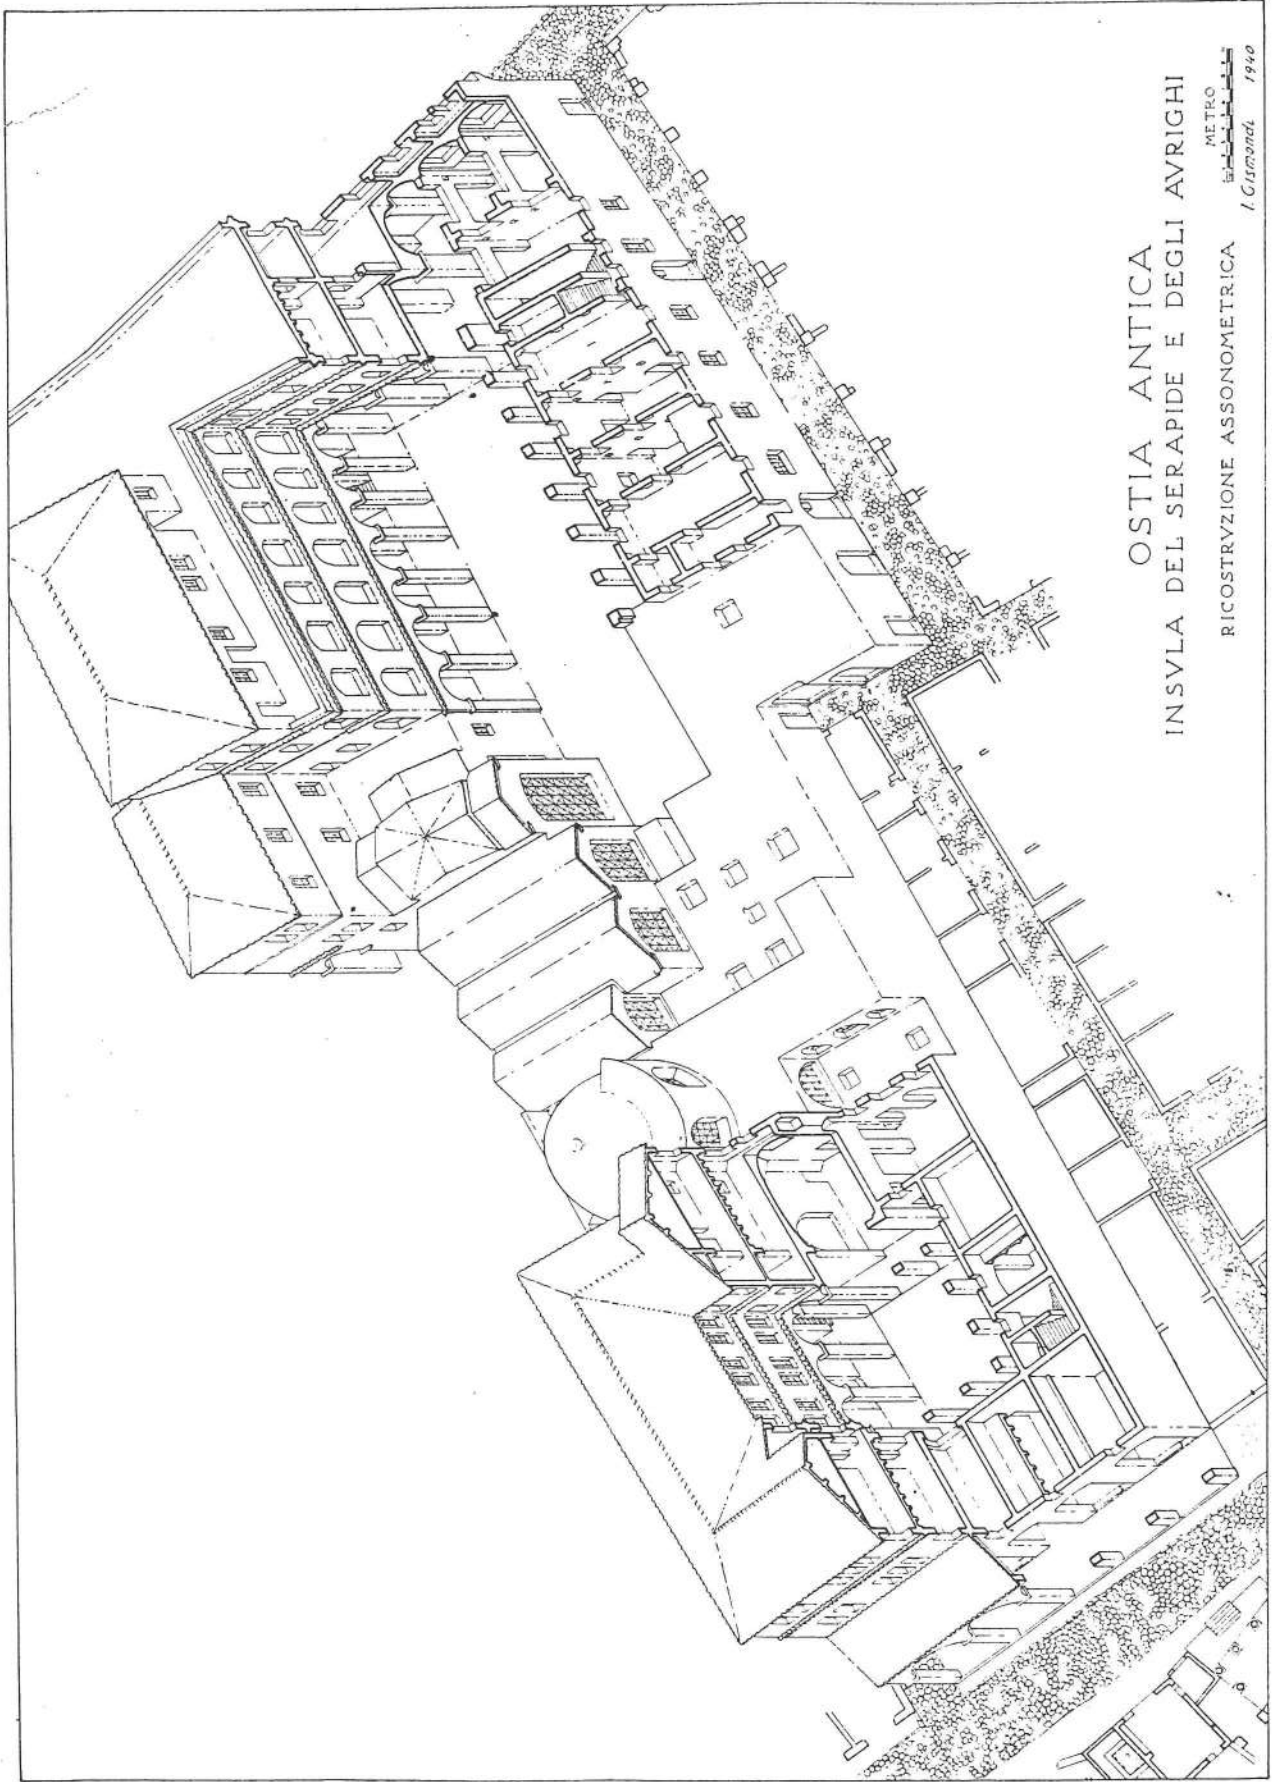 OSTIA ANTICA
INSVLA DEL SERAPIDE E DEGLI AVRIGHI
RICOSTRVZIONE ASSONOMETRICA
METRO
I. Gismondi 1940